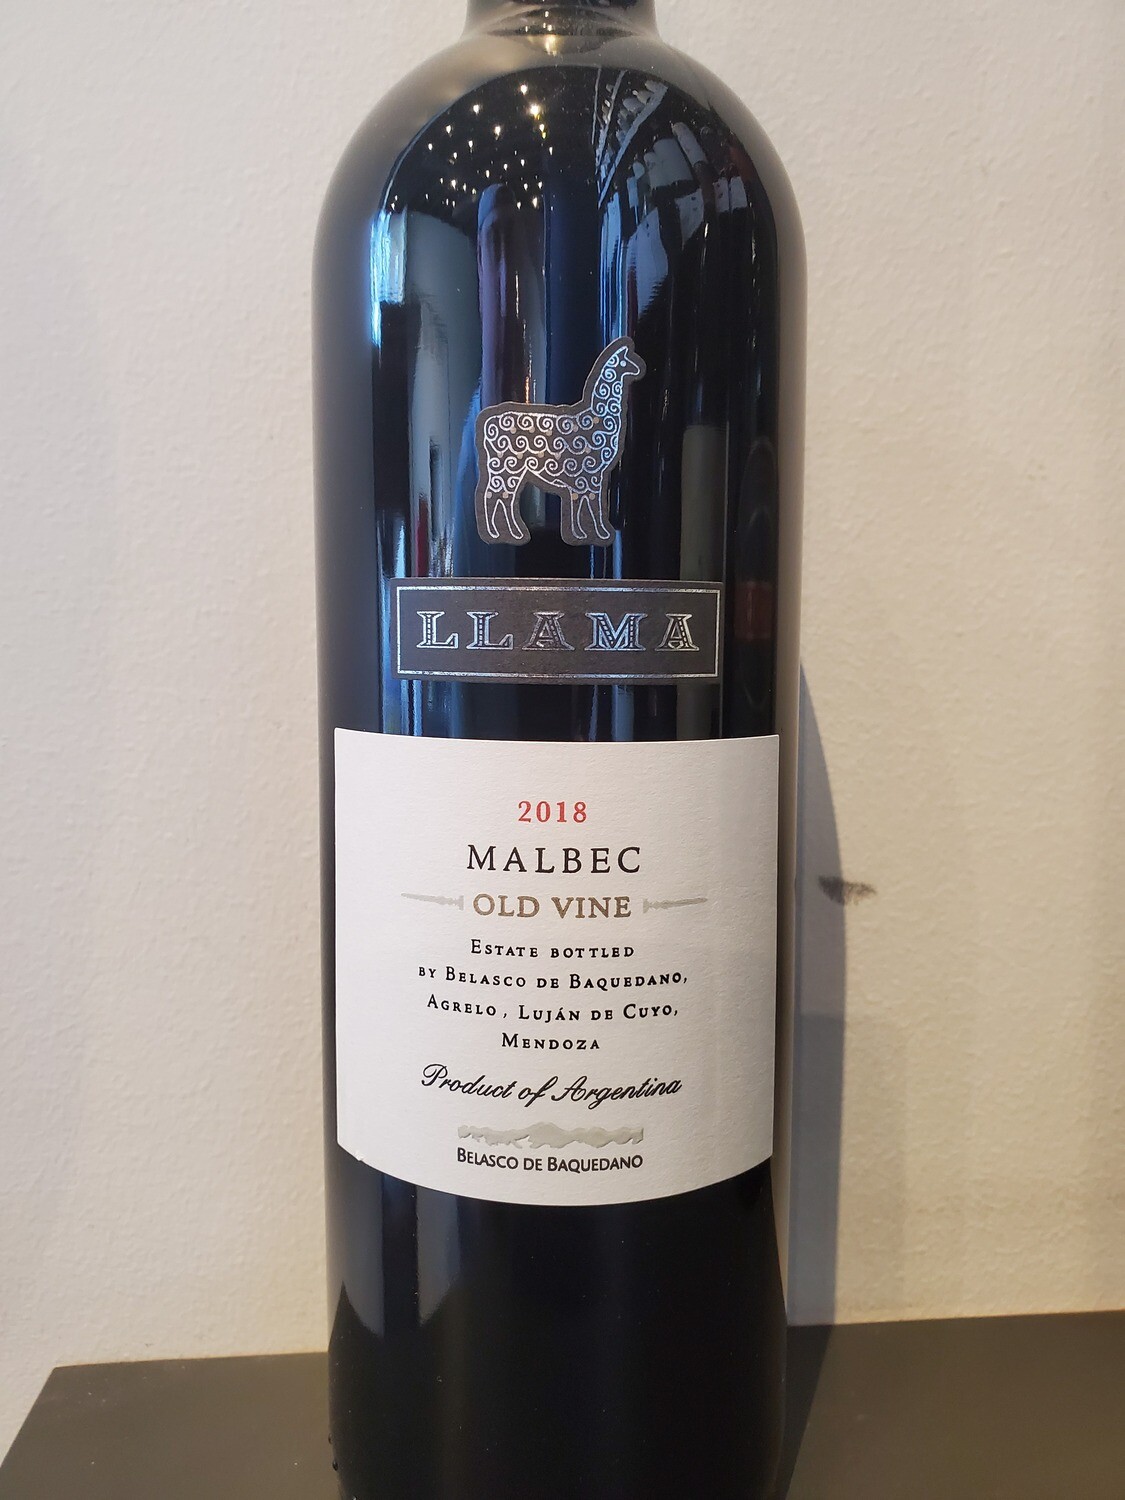 LLAMA
2018
MALBEC
OLD VINE
ESTATE BOTTLED
BY BELASCO DE BAQUEDANO,
AGRELO, LUJÁN DE CUYO,
MENDOZA
Product of Argentina
BELASCO DE BAQUEDANO